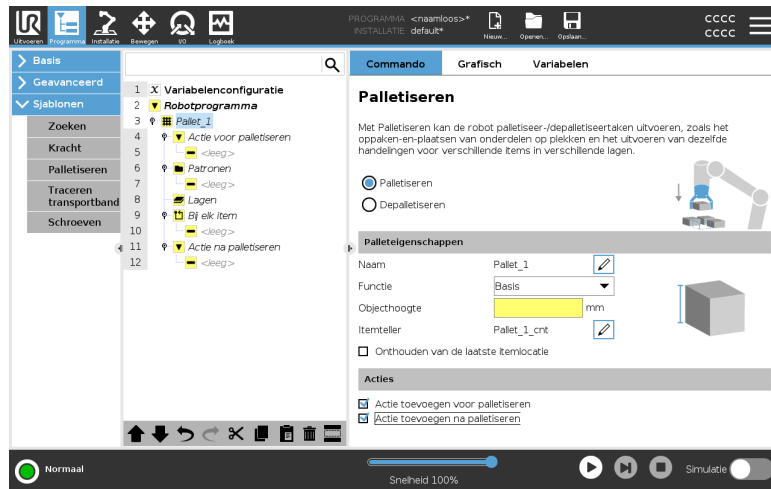 UR
Uitvoeren Programma Installatie Bewegen I/O Logboek
PROGRAMMA <naamloos>*
INSTALLATIE default*
Nieuw... Openen... Opslaan...
CCCC
CCCC
Basis
Geavanceerd
Sjablonen
Zoeken
Kracht
Palletiseren
Traceren
transportband
Schroeven
1 X Variabelenconfiguratie
2 Robotprogramma
3 Pallet_1
4 Actie voor palletiseren
5 <leeg>
6 Patronen
7 <leeg>
8 Lagen
9 Bij elk item
10 <leeg>
11 Actie na palletiseren
12 <leeg>
Commando Grafisch Variabelen
Palletiseren
Met Palletiseren kan de robot palletiseer-/depalletiseertaken uitvoeren, zoals het
oppaken-en-plaatsen van onderdelen op plekken en het uitvoeren van dezelfde
handelingen voor verschillende items in verschillende lagen.
Palletiseren
Depalletiseren
Palleteigenschappen
Naam Pallet_1
Functie Basis
Objecthoogte mm
Itemteller Pallet_1_cnt
Onthouden van de laatste itemlocatie
Acties
Actie toevoegen voor palletiseren
Actie toevoegen na palletiseren
Normaal
Snelheid 100%
Simulatie